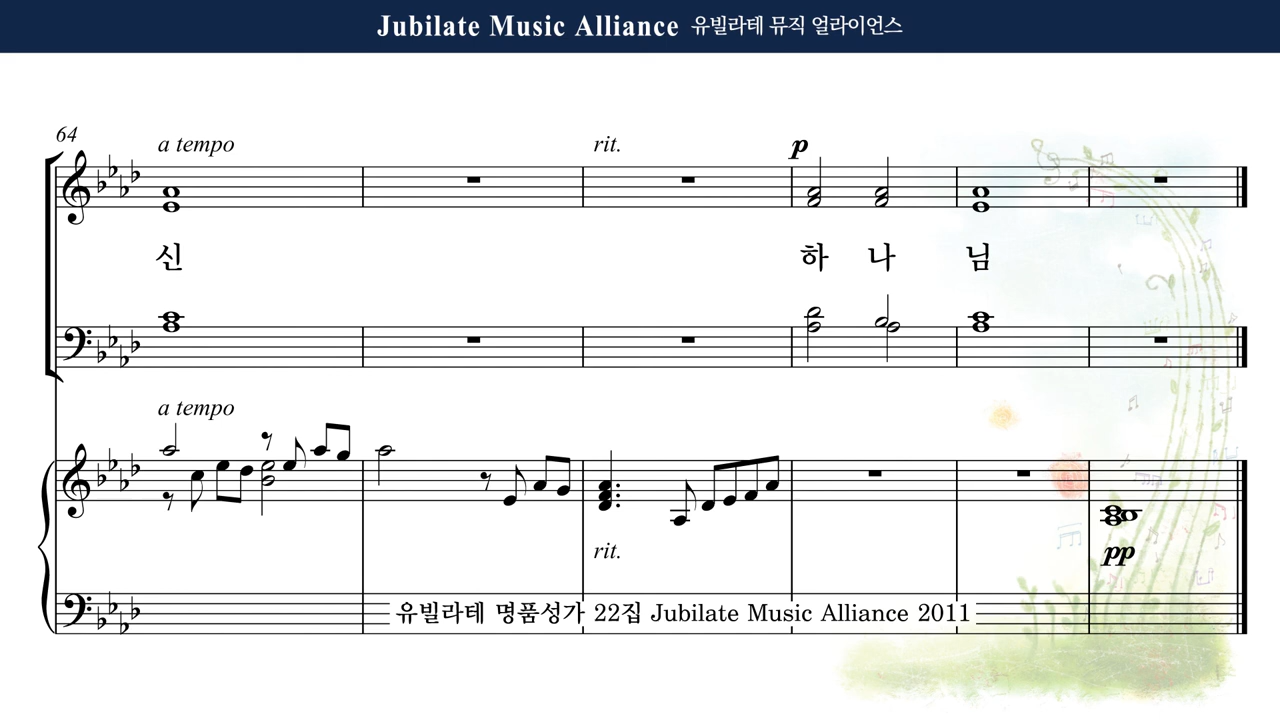 Jubilate Music Alliance 유빌라테 뮤직 얼라이언스
64
a tempo rit. p
신 하 나 님
a tempo
rit. pp
유빌라테 명품성가 22집 Jubilate Music Alliance 2011